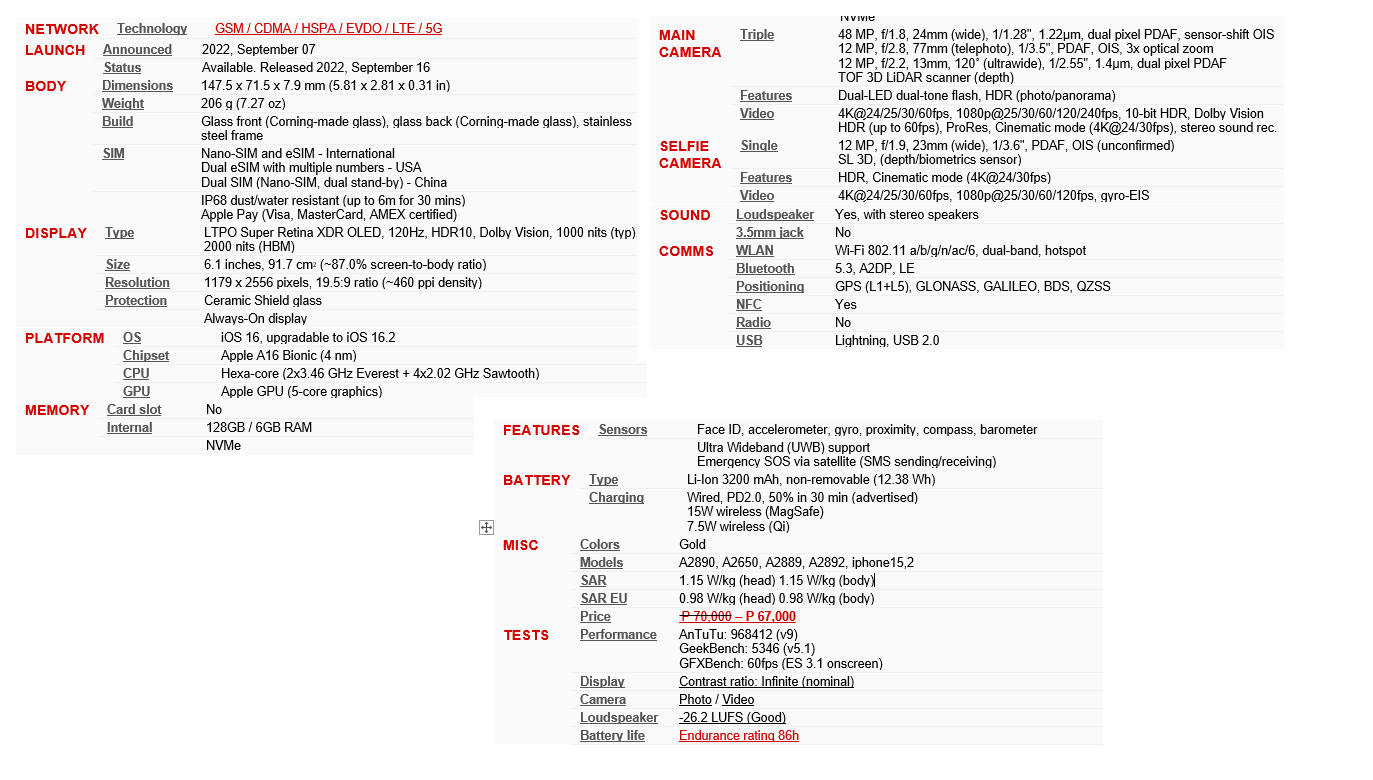 NETWORK Technology GSM / CDMA / HSPA / EVDO / LTE / 5G
LAUNCH Announced 2022, September 07
Status Available. Released 2022, September 16
BODY Dimensions 147.5 x 71.5 x 7.9 mm (5.81 x 2.81 x 0.31 in)
Weight 206 g (7.27 oz)
Build Glass front (Corning-made glass), glass back (Corning-made glass), stainless
steel frame
SIM Nano-SIM and eSIM - International
Dual eSIM with multiple numbers - USA
Dual SIM (Nano-SIM, dual stand-by) - China
IP68 dust/water resistant (up to 6m for 30 mins)
Apple Pay (Visa, MasterCard, AMEX certified)
DISPLAY Type LTPO Super Retina XDR OLED, 120Hz, HDR10, Dolby Vision, 1000 nits (typ),
2000 nits (HBM)
Size 6.1 inches, 91.7 cm² (~87.0% screen-to-body ratio)
Resolution 1179 x 2556 pixels, 19.5:9 ratio (~460 ppi density)
Protection Ceramic Shield glass
Always-On display
PLATFORM OS iOS 16, upgradable to iOS 16.2
Chipset Apple A16 Bionic (4 nm)
CPU Hexa-core (2x3.46 GHz Everest + 4x2.02 GHz Sawtooth)
GPU Apple GPU (5-core graphics)
MEMORY Card slot No
Internal 128GB / 6GB RAM
NVMe
NVMe
MAIN CAMERA Triple 48 MP, f/1.8, 24mm (wide), 1/1.28", 1.22µm, dual pixel PDAF, sensor-shift OIS
12 MP, f/2.8, 77mm (telephoto), 1/3.5", PDAF, OIS, 3x optical zoom
12 MP, f/2.2, 13mm, 120˚ (ultrawide), 1/2.55", 1.4µm, dual pixel PDAF
TOF 3D LiDAR scanner (depth)
Features Dual-LED dual-tone flash, HDR (photo/panorama)
Video 4K@24/25/30/60fps, 1080p@25/30/60/120/240fps, 10-bit HDR, Dolby Vision
HDR (up to 60fps), ProRes, Cinematic mode (4K@24/30fps), stereo sound rec.
SELFIE CAMERA Single 12 MP, f/1.9, 23mm (wide), 1/3.6", PDAF, OIS (unconfirmed)
SL 3D, (depth/biometrics sensor)
Features HDR, Cinematic mode (4K@24/30fps)
Video 4K@24/25/30/60fps, 1080p@25/30/60/120fps, gyro-EIS
SOUND Loudspeaker Yes, with stereo speakers
3.5mm jack No
COMMS WLAN Wi-Fi 802.11 a/b/g/n/ac/6, dual-band, hotspot
Bluetooth 5.3, A2DP, LE
Positioning GPS (L1+L5), GLONASS, GALILEO, BDS, QZSS
NFC Yes
Radio No
USB Lightning, USB 2.0
FEATURES Sensors Face ID, accelerometer, gyro, proximity, compass, barometer
Ultra Wideband (UWB) support
Emergency SOS via satellite (SMS sending/receiving)
BATTERY Type Li-Ion 3200 mAh, non-removable (12.38 Wh)
Charging Wired, PD2.0, 50% in 30 min (advertised)
15W wireless (MagSafe)
7.5W wireless (Qi)
MISC Colors Gold
Models A2890, A2650, A2889, A2892, iphone15,2
SAR 1.15 W/kg (head) 1.15 W/kg (body)
SAR EU 0.98 W/kg (head) 0.98 W/kg (body)
Price P 70,000 – P 67,000
TESTS Performance AnTuTu: 968412 (v9)
GeekBench: 5346 (v5.1)
GFXBench: 60fps (ES 3.1 onscreen)
Display Contrast ratio: Infinite (nominal)
Camera Photo / Video
Loudspeaker -26.2 LUFS (Good)
Battery life Endurance rating 86h